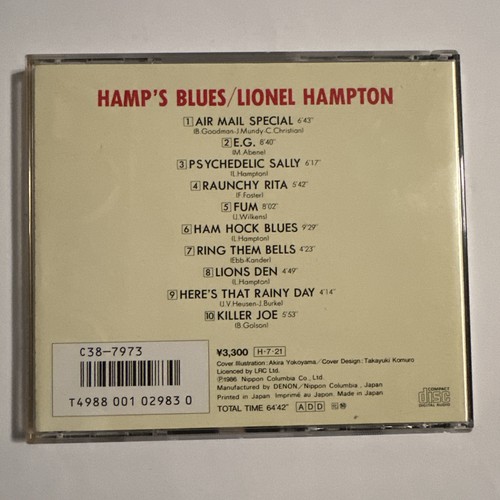 HAMP'S BLUES/LIONEL HAMPTON
1 AIR MAIL SPECIAL 6'43"
(B.Goodman-J.Mundy-C.Christian)
2 E.G. 6'40"
(M.Abene)
3 PSYCHEDELIC SALLY 6'17"
(L.Hampton)
4 RAUNCHY RITA 5'42"
(F.Foster)
5 FUM 8'02"
(J.Wilkens)
6 HAM HOCK BLUES 9'29"
(L.Hampton)
7 RING THEM BELLS 4'23"
(Ebb-Kander)
8 LIONS DEN 4'49"
(L.Hampton)
9 HERE'S THAT RAINY DAY 4'14"
(J.V.Heusen-J.Burke)
10 KILLER JOE 5'53"
(B.Golson)
C38-7973
T4988 001 02983 0
¥3,300 H·7·21
Cover Illustration: Akira Yokoyama/Cover Design: Takayuki Komuro
Licenced by LRC Ltd.
Ⓟ1986 Nippon Columbia Co., Ltd.
Manufactured by DENON/Nippon Columbia, Japan
Printed in Japan. Imprimé au Japon. Made in Japan
TOTAL TIME 64'42" ADD
COMPACT
disc
DIGITAL AUDIO